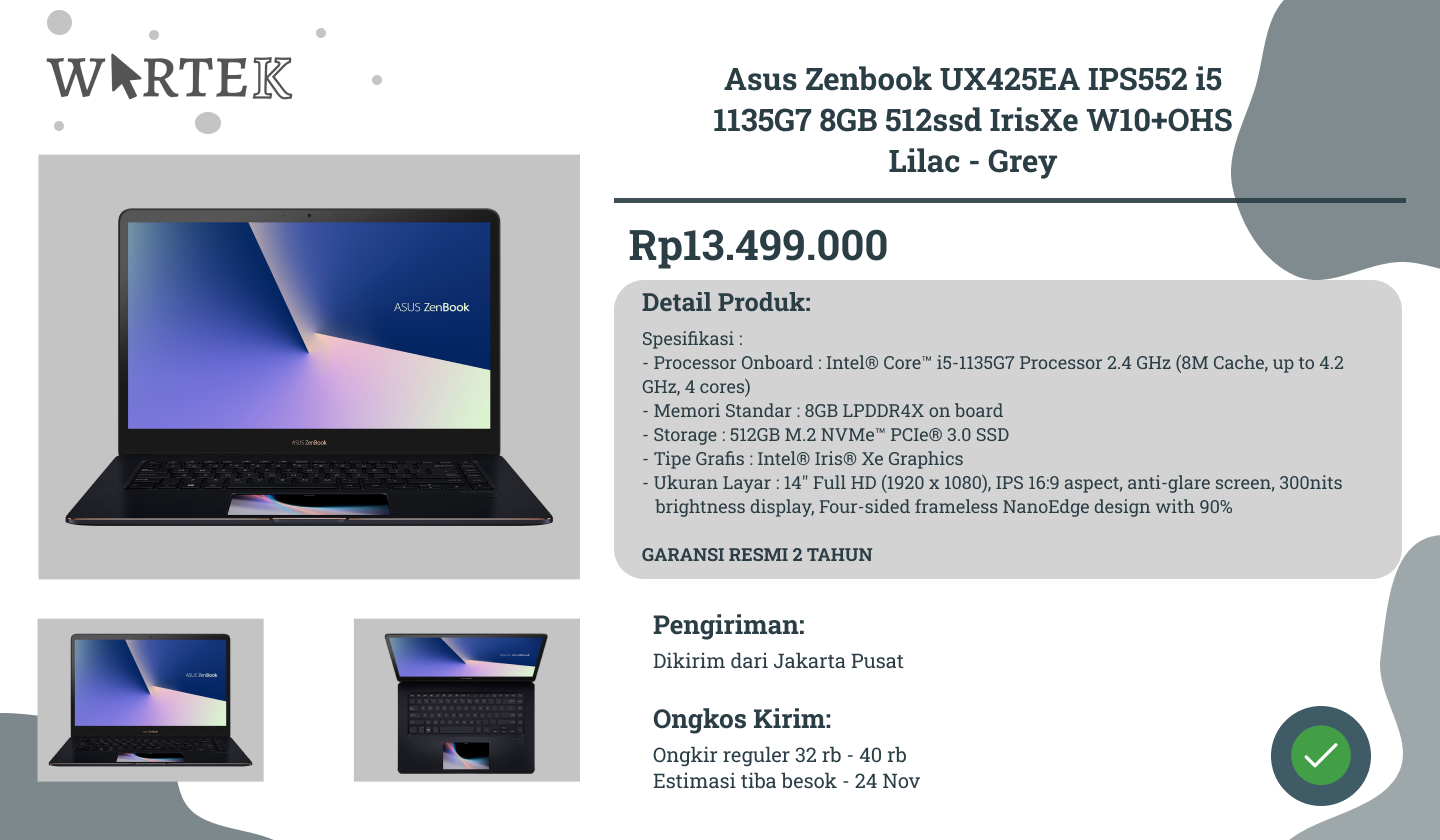 WARTEK
Asus Zenbook UX425EA IPS552 i5
1135G7 8GB 512ssd IrisXe W10+OHS
Lilac - Grey
Rp13.499.000
ASUS ZenBook
ASUS ZenBook
Detail Produk:
Spesifikasi :
- Processor Onboard : Intel® Core™ i5-1135G7 Processor 2.4 GHz (8M Cache, up to 4.2
GHz, 4 cores)
- Memori Standar : 8GB LPDDR4X on board
- Storage : 512GB M.2 NVMe™ PCIe® 3.0 SSD
- Tipe Grafis : Intel® Iris® Xe Graphics
- Ukuran Layar : 14" Full HD (1920 x 1080), IPS 16:9 aspect, anti-glare screen, 300nits
brightness display, Four-sided frameless NanoEdge design with 90%
GARANSI RESMI 2 TAHUN
ASUS ZenBook
Pengiriman:
Dikirim dari Jakarta Pusat
Ongkos Kirim:
Ongkir reguler 32 rb - 40 rb
Estimasi tiba besok - 24 Nov